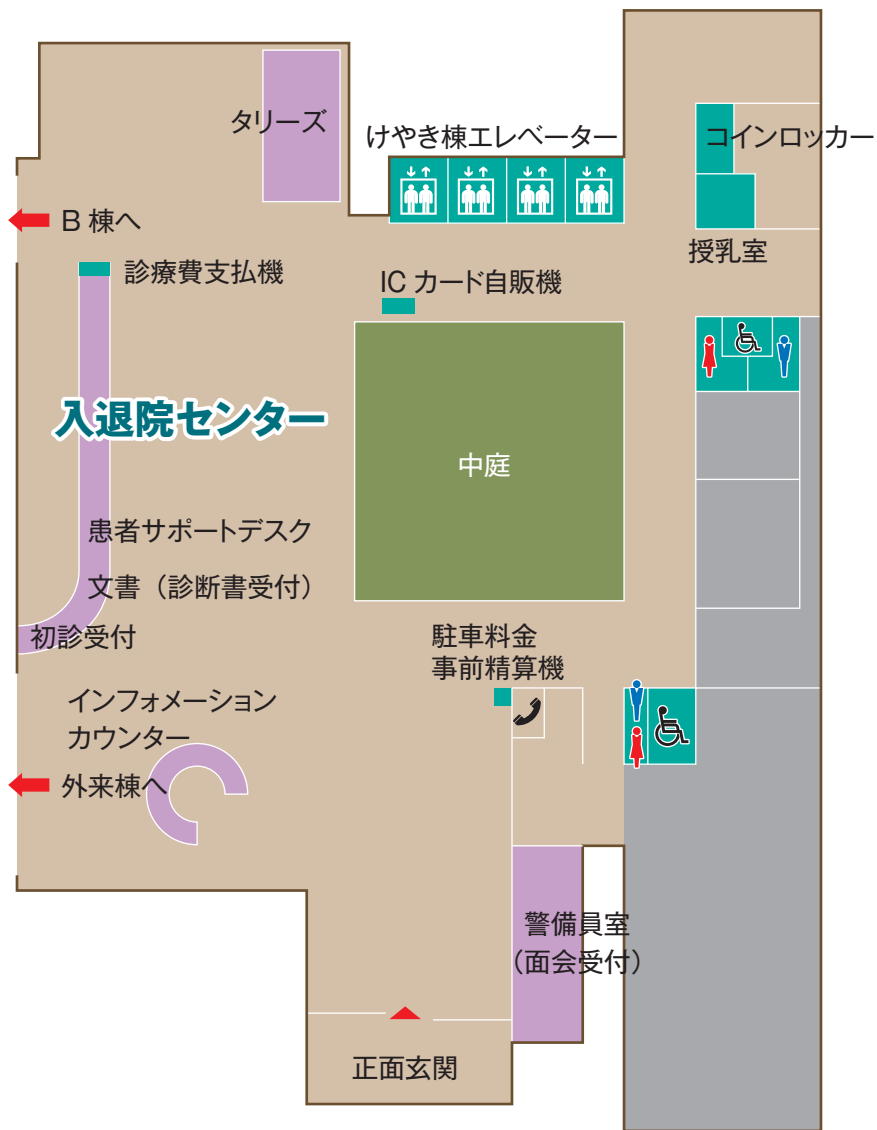 タリーズ
けやき棟エレベーター
コインロッカー
B 棟へ
授乳室
診療費支払機
IC カード自販機
入退院センター
中庭
患者サポートデスク
文書（診断書受付）
初診受付
駐車料金
事前精算機
インフォメーション
カウンター
外来棟へ
警備員室
（面会受付）
正面玄関